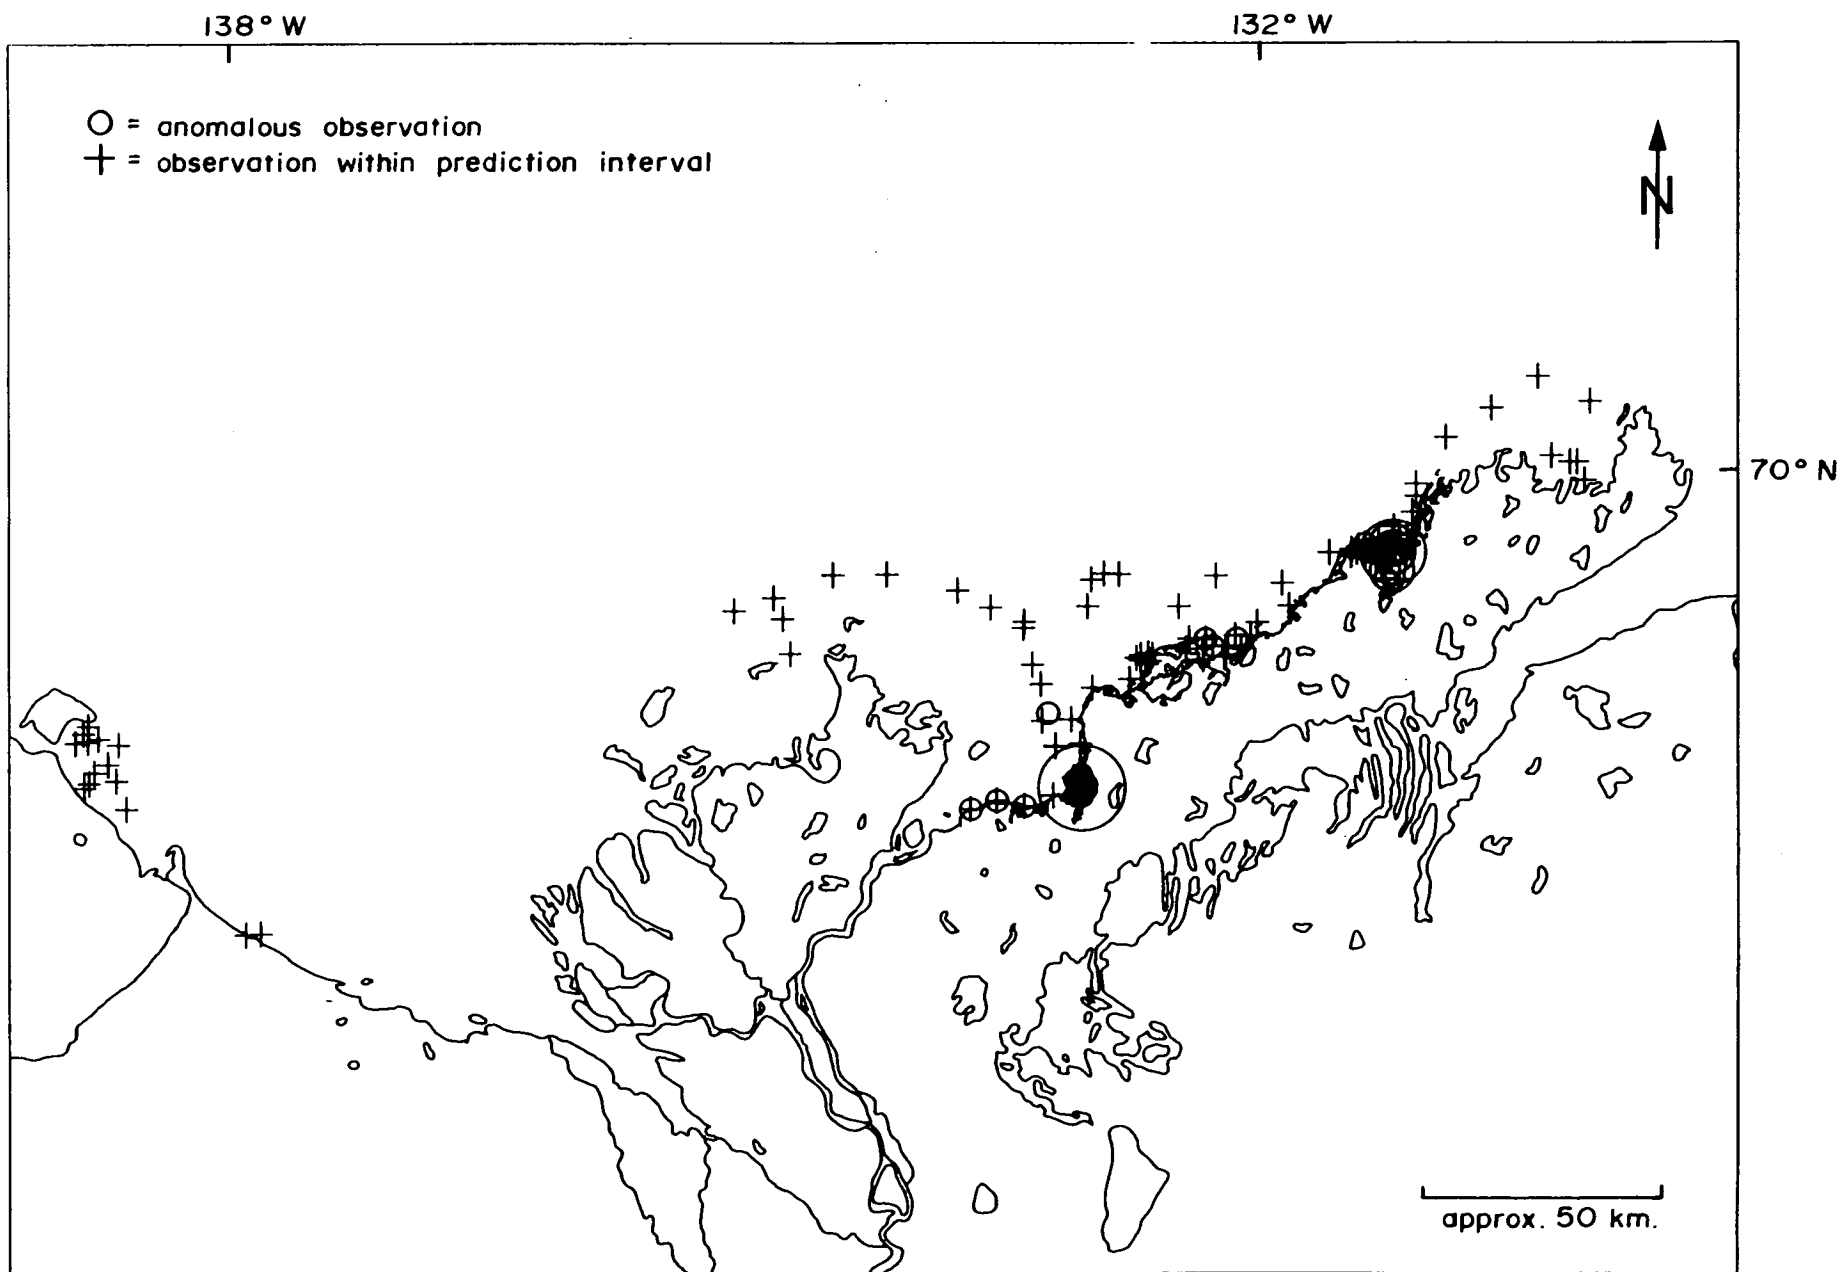 138° W
132° W
O = anomalous observation
+ = observation within prediction interval
N
70° N
approx. 50 km.